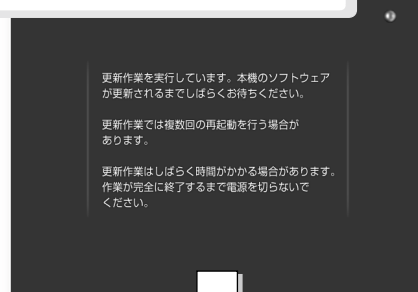 更新作業を実行しています。本機のソフトウェア
が更新されるまでしばらくお待ちください。
更新作業では複数回の再起動を行う場合が
あります。
更新作業はしばらく時間がかかる場合があります。
作業が完全に終了するまで電源を切らないで
ください。